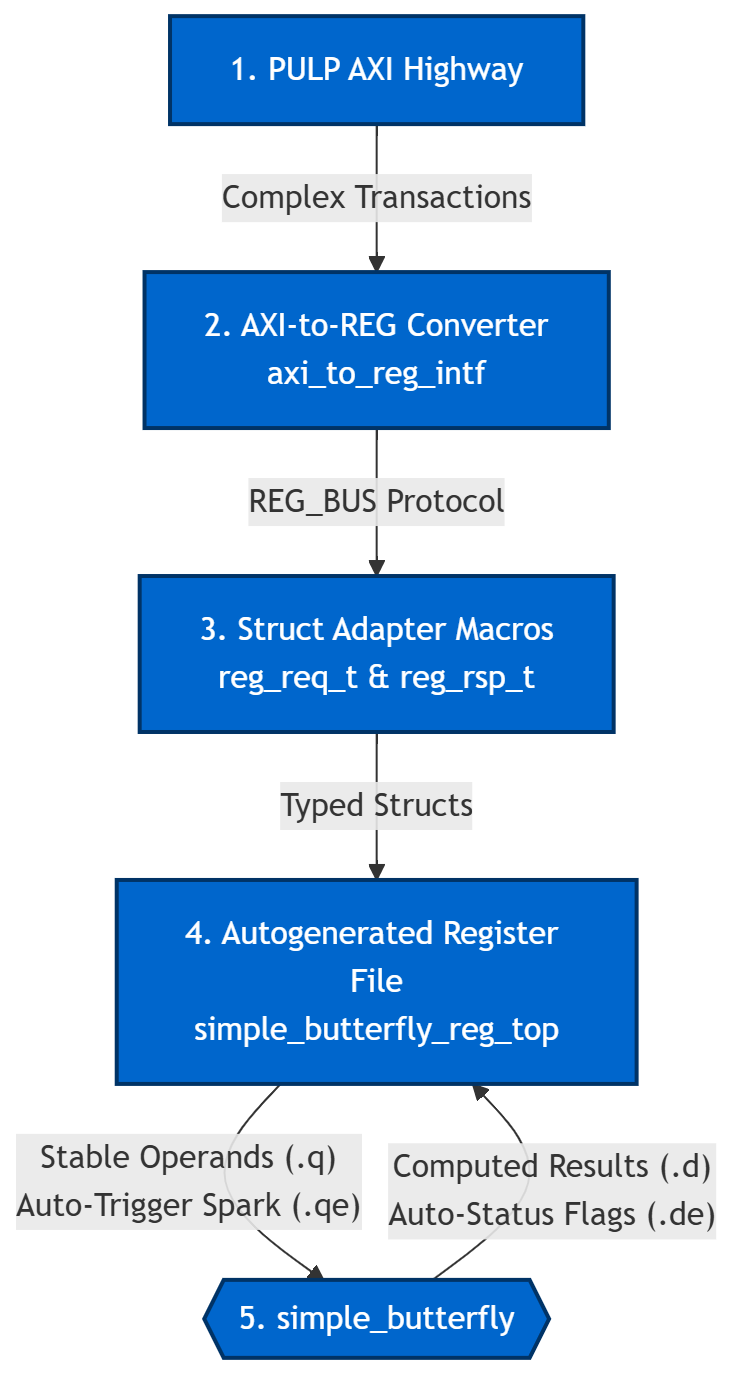 1. PULP AXI Highway
Complex Transactions
2. AXI-to-REG Converter
axi_to_reg_intf
REG_BUS Protocol
3. Struct Adapter Macros
reg_req_t & reg_rsp_t
Typed Structs
4. Autogenerated Register
File
simple_butterfly_reg_top
Stable Operands (.q)
Auto-Trigger Spark (.qe)
Computed Results (.d)
Auto-Status Flags (.de)
5. simple_butterfly